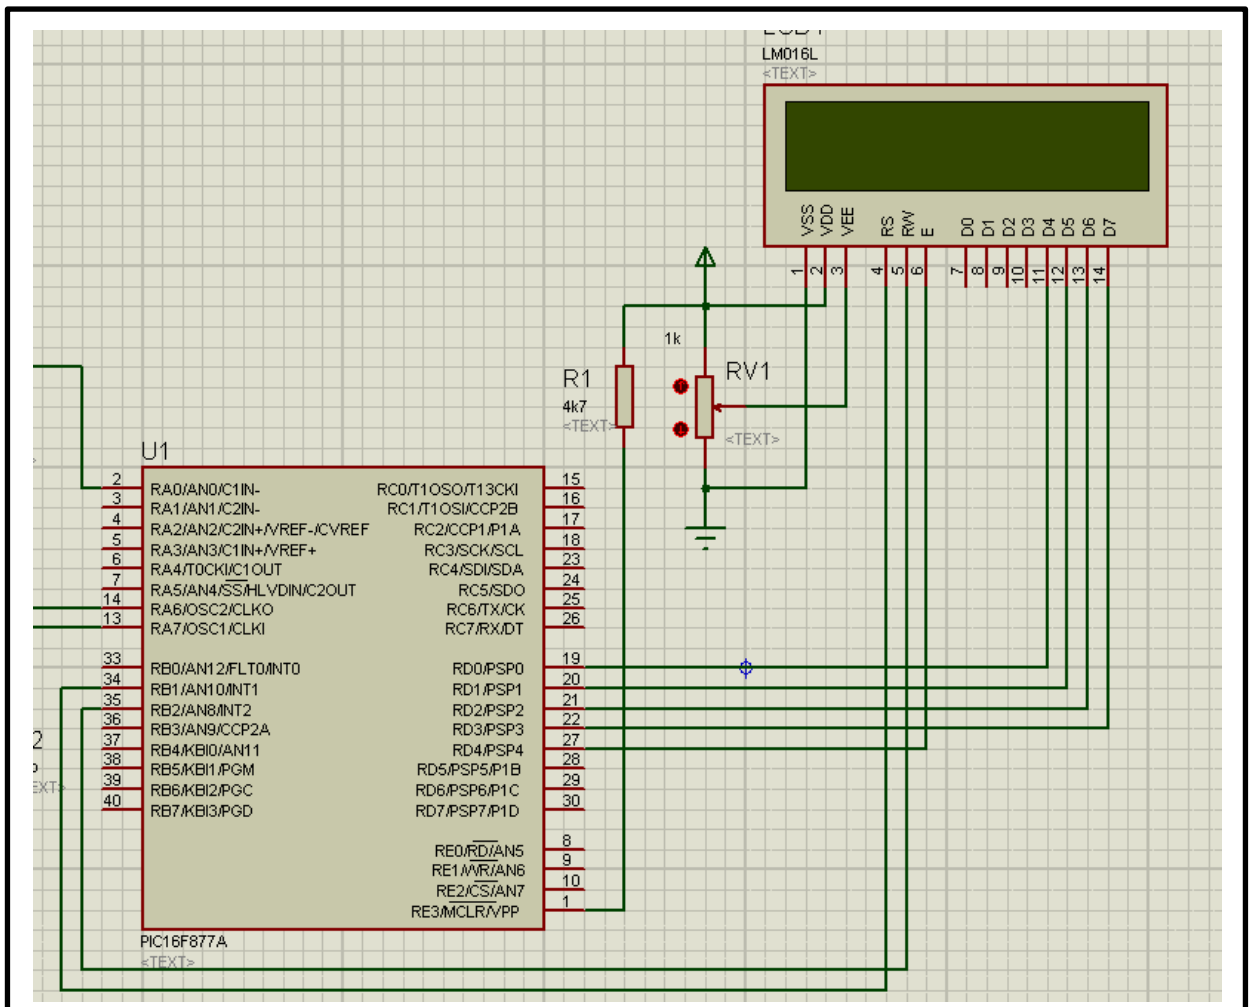 LM016L
<TEXT>
VSS
VDD
VEE
RS
RW
E
D0
D1
D2
D3
D4
D5
D6
D7
1
2
3
4
5
6
7
8
9
10
11
12
13
14
1k
R1
4k7
<TEXT>
RV1
<TEXT>
U1
2 RA0/AN0/C1IN- RC0/T1OSO/T13CKI 15
3 RA1/AN1/C2IN- RC1/T1OSI/CCP2B 16
4 RA2/AN2/C2IN+/VREF-/CVREF RC2/CCP1/P1A 17
5 RA3/AN3/C1IN+/VREF+ RC3/SCK/SCL 18
6 RA4/T0CKI/C1OUT RC4/SDI/SDA 23
7 RA5/AN4/SS/HLVDIN/C2OUT RC5/SDO 24
14 RA6/OSC2/CLKO RC6/TX/CK 25
13 RA7/OSC1/CLKI RC7/RX/DT 26
33 RB0/AN12/FLT0/INT0 RD0/PSP0 19
34 RB1/AN10/INT1 RD1/PSP1 20
35 RB2/AN8/INT2 RD2/PSP2 21
36 RB3/AN9/CCP2A RD3/PSP3 22
37 RB4/KBI0/AN11 RD4/PSP4 27
38 RB5/KBI1/PGM RD5/PSP5/P1B 28
39 RB6/KBI2/PGC RD6/PSP6/P1C 29
40 RB7/KBI3/PGD RD7/PSP7/P1D 30
RE0/RD/AN5 8
RE1/WR/AN6 9
RE2/CS/AN7 10
RE3/MCLR/VPP 1
PIC16F877A
<TEXT>